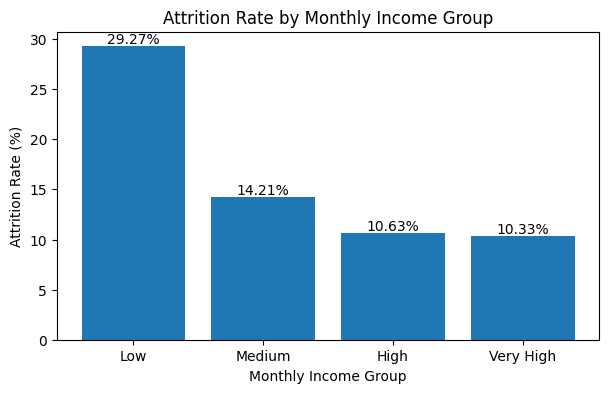 Attrition Rate by Monthly Income Group
30
25
20
15
10
5
0
Attrition Rate (%)
29.27%
14.21%
10.63%
10.33%
Low
Medium
High
Very High
Monthly Income Group